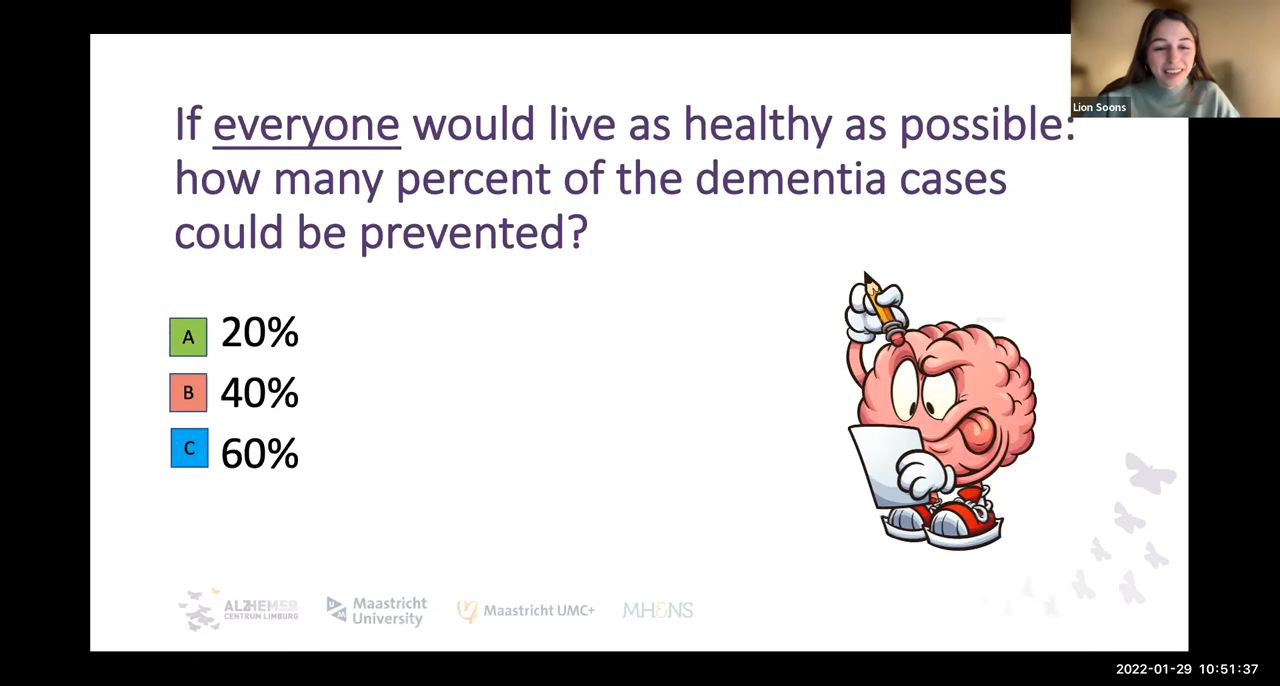 If everyone would live as healthy as possible:
how many percent of the dementia cases
could be prevented?
Lion Soons
A 20%
B 40%
C 60%
ALZHEIMER
CENTRUM LIMBURG
Maastricht
University
Maastricht UMC+
MHeNS
2022-01-29 10:51:37